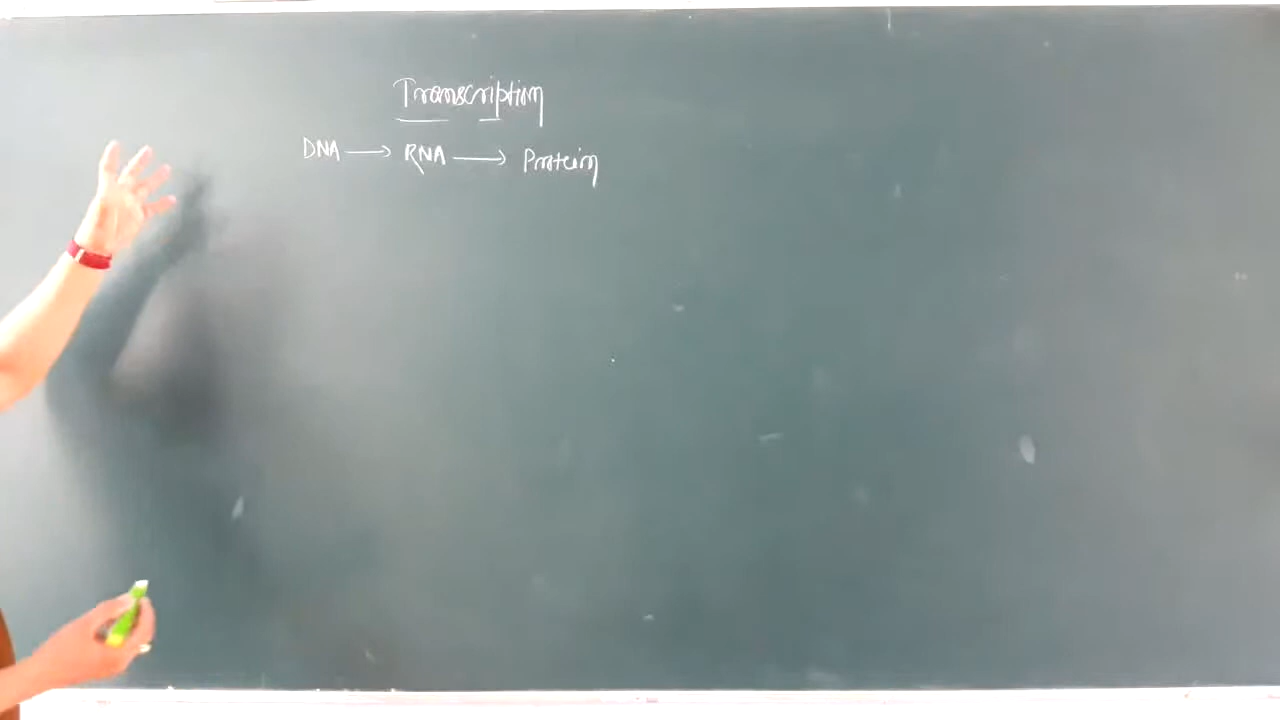 Transcription
DNA → RNA → Protein